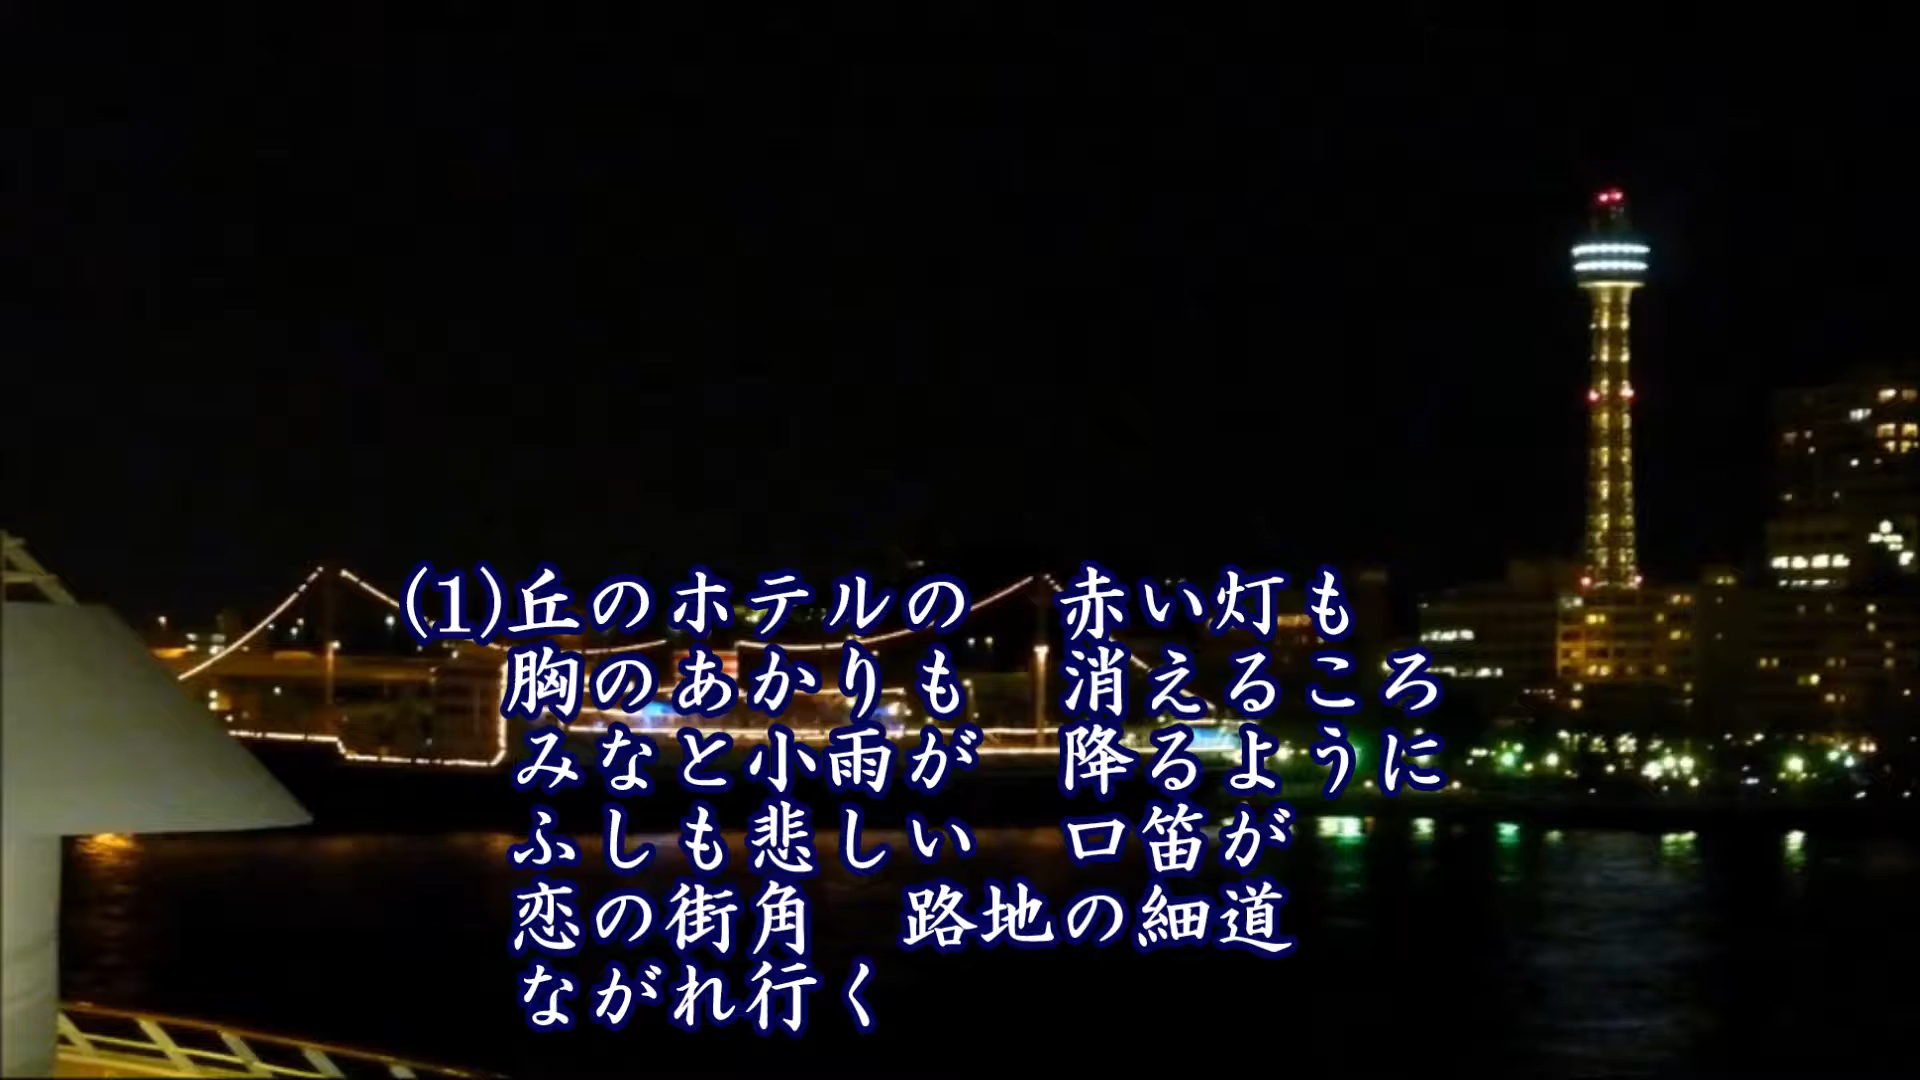 (1)丘のホテルの　赤い灯も
胸のあかりも　消えるころ
みなと小雨が　降るように
ふしも悲しい　口笛が
恋の街角　路地の細道
ながれ行く